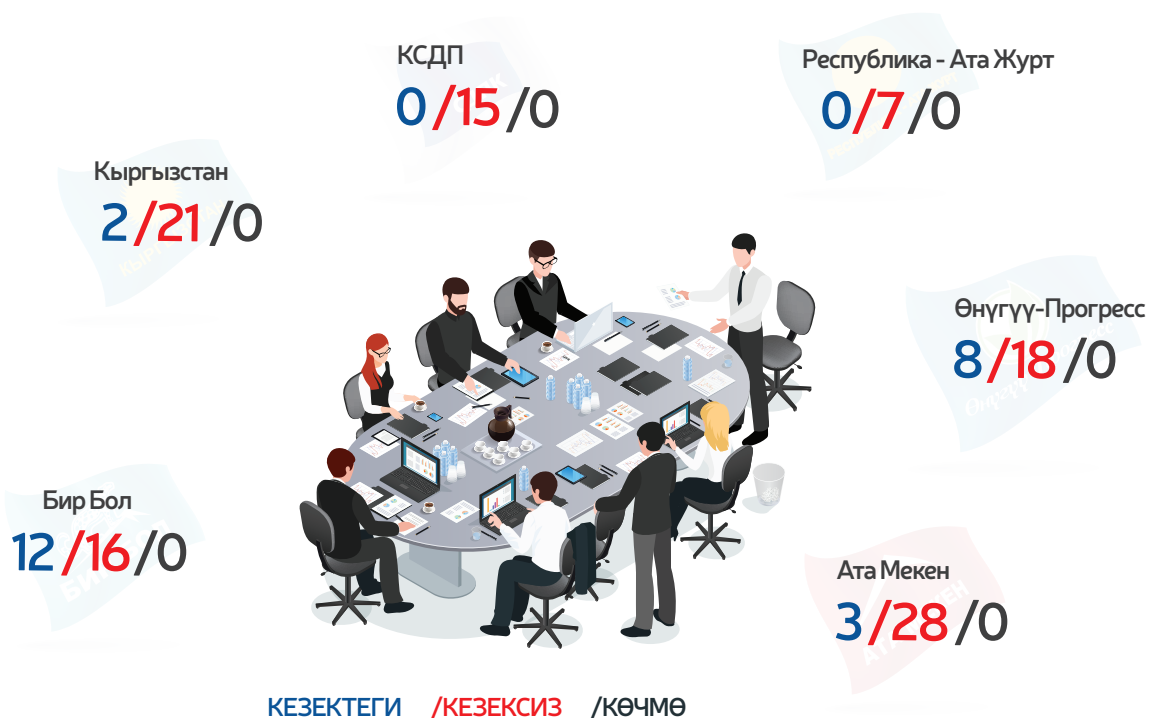 КСДП
0/15/0
Республика - Ата Журт
0/7/0
Кыргызстан
2/21/0
Өнүгүү-Прогресс
8/18/0
Бир Бол
12/16/0
Ата Мекен
3/28/0
КЕЗЕКТЕГИ /КЕЗЕКСИЗ /КӨЧМӨ